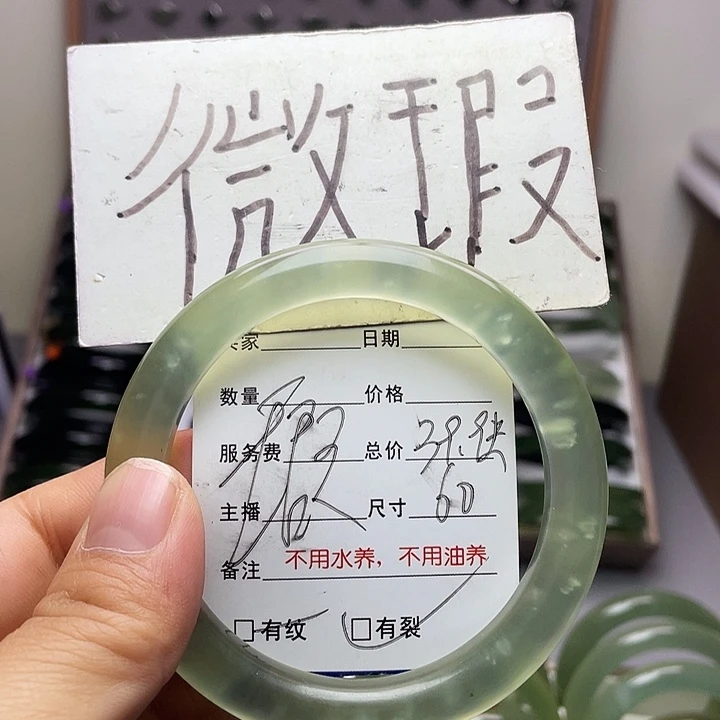 微瑕
家 日期
数量 价格
服务费 瑕 总价
主播 尺寸 60
备注 不用水养，不用油养
□有纹 □有裂